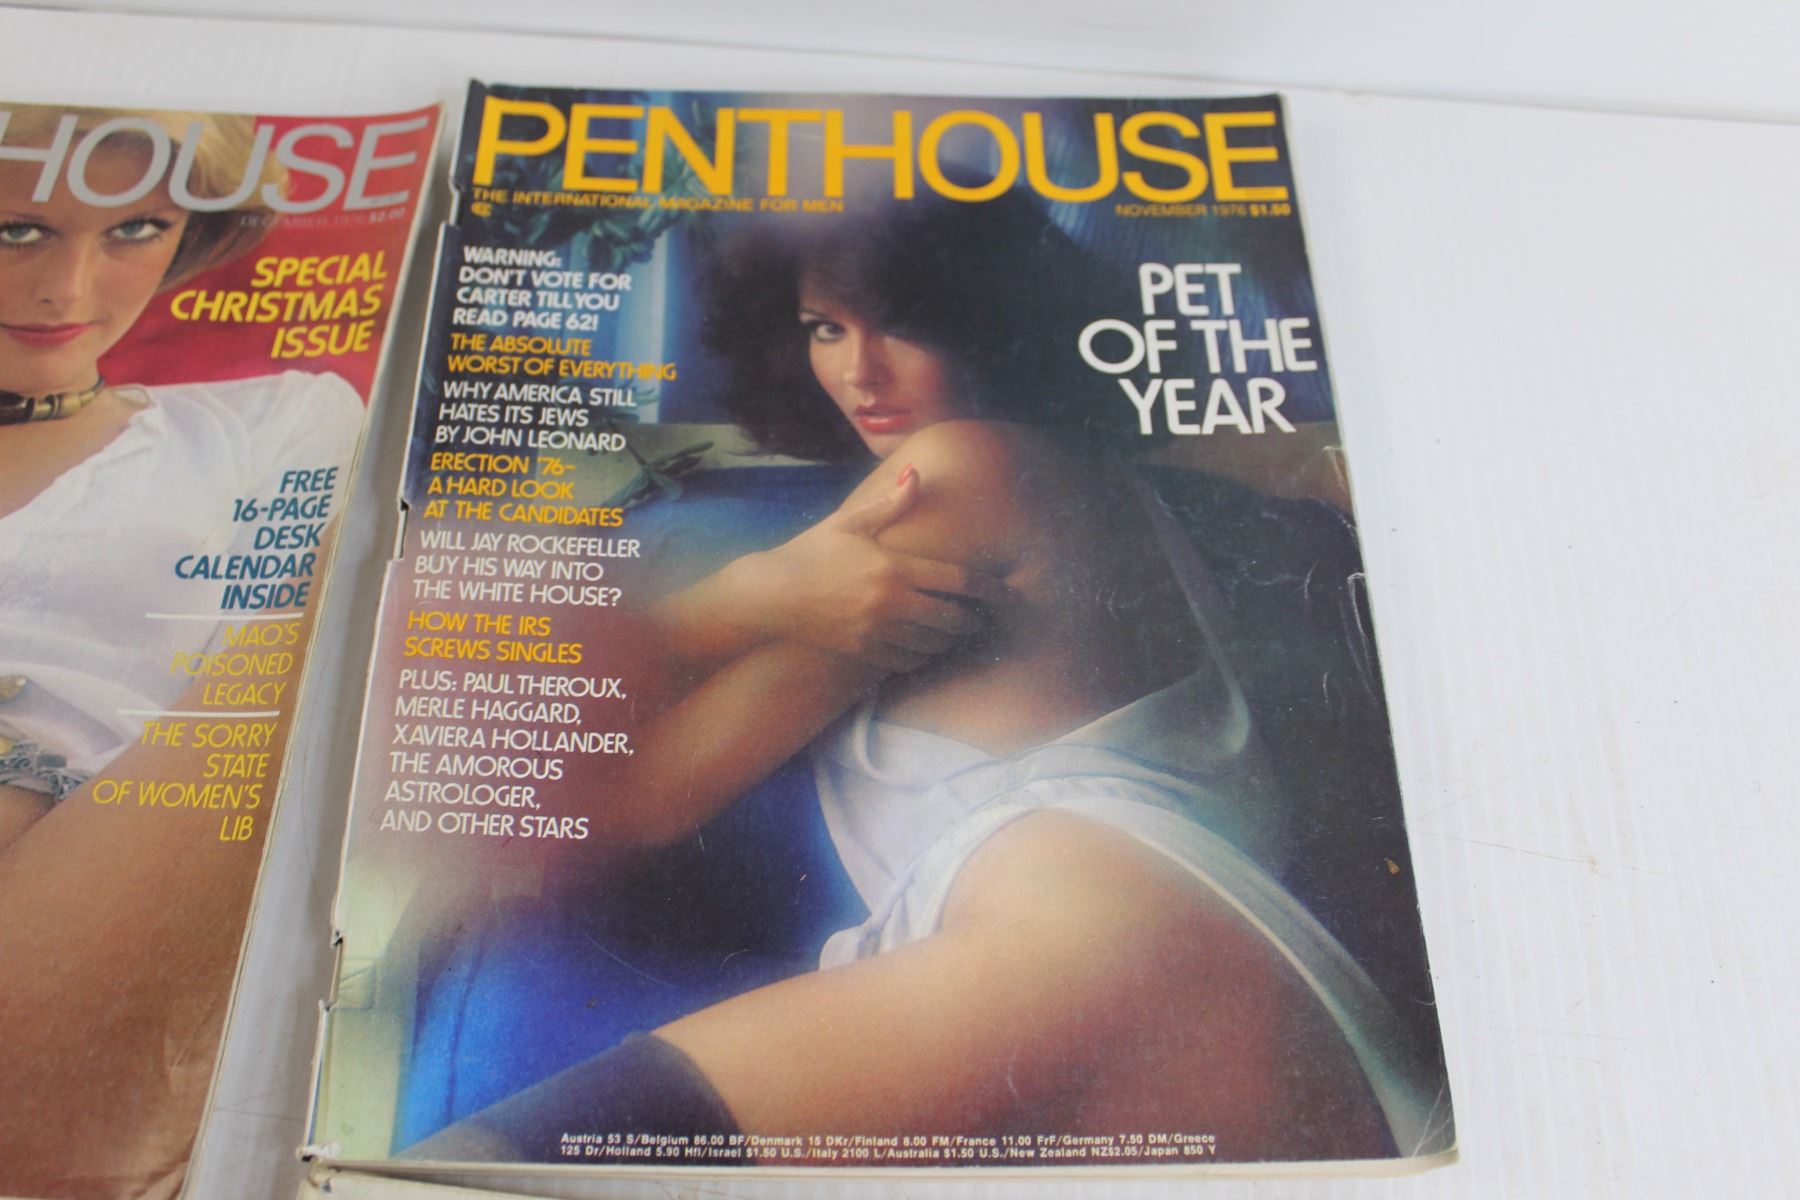 HOUSE
DECEMBER 1976 $2.00
SPECIAL
CHRISTMAS
ISSUE
FREE
16-PAGE
DESK
CALENDAR
INSIDE
MAO'S
POISONED
LEGACY
THE SORRY
STATE
OF WOMEN'S
LIB
PENTHOUSE
THE INTERNATIONAL MAGAZINE FOR MEN
NOVEMBER 1976 $1.50
WARNING:
DON'T VOTE FOR
CARTER TILL YOU
READ PAGE 62!
THE ABSOLUTE
WORST OF EVERYTHING
WHY AMERICA STILL
HATES ITS JEWS
BY JOHN LEONARD
ERECTION '76–
A HARD LOOK
AT THE CANDIDATES
WILL JAY ROCKEFELLER
BUY HIS WAY INTO
THE WHITE HOUSE?
HOW THE IRS
SCREWS SINGLES
PLUS: PAUL THEROUX,
MERLE HAGGARD,
XAVIERA HOLLANDER,
THE AMOROUS
ASTROLOGER,
AND OTHER STARS
PET
OF THE
YEAR
Austria 53 S/Belgium 86.00 BF/Denmark 15 DKr/Finland 8.00 FM/France 11.00 FrF/Germany 7.50 DM/Greece
125 Dr/Holland 5.90 Hfl/Israel $1.50 U.S./Italy 2100 L/Australia $1.50 U.S./New Zealand NZ$2.05/Japan 850 Y